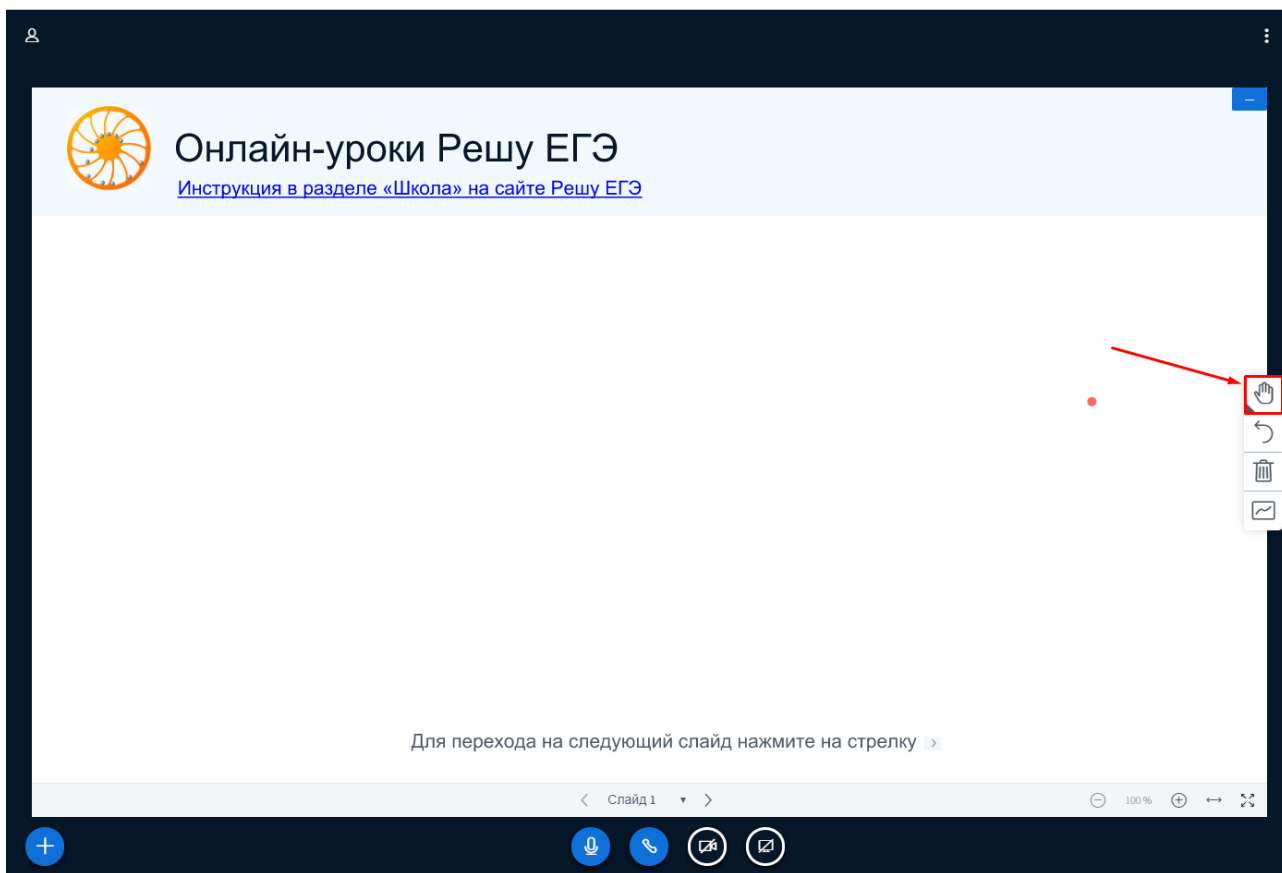 Онлайн-уроки Решу ЕГЭ
Инструкция в разделе «Школа» на сайте Решу ЕГЭ
Для перехода на следующий слайд нажмите на стрелку
Слайд 1
100 %